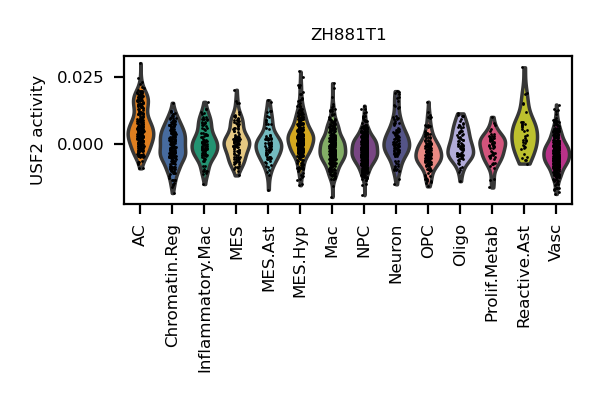 ZH881T1
USF2 activity
0.025
0.000
AC
Chromatin.Reg
Inflammatory.Mac
MES
MES.Ast
MES.Hyp
Mac
NPC
Neuron
OPC
Oligo
Prolif.Metab
Reactive.Ast
Vasc